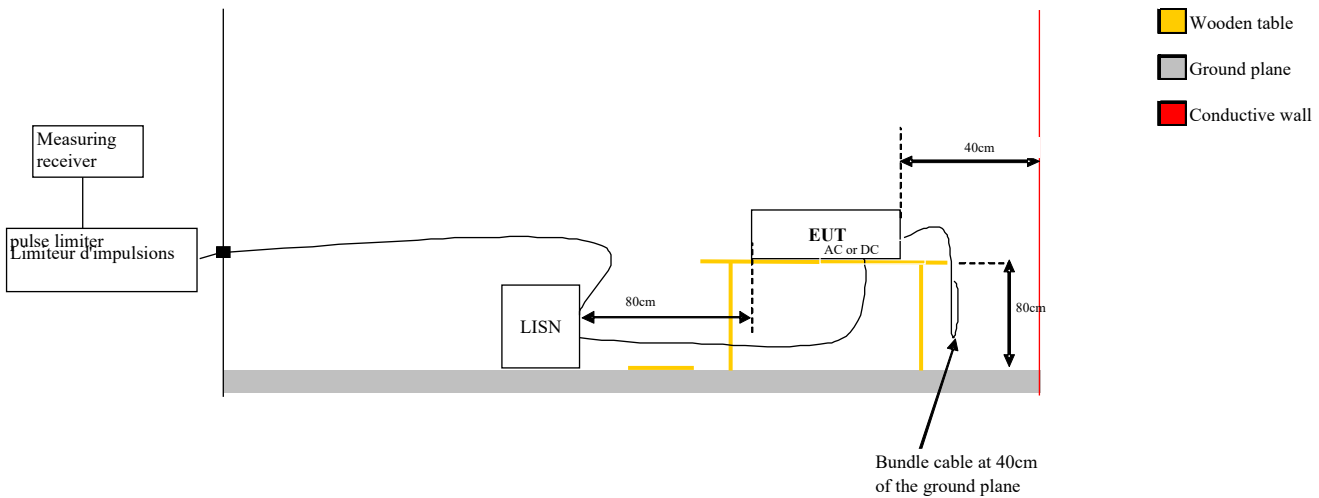 Wooden table
Ground plane
Conductive wall
Measuring
receiver
40cm
pulse limiter
Limiteur d'impulsions
EUT
AC or DC
80cm
80cm
LISN
Bundle cable at 40cm
of the ground plane